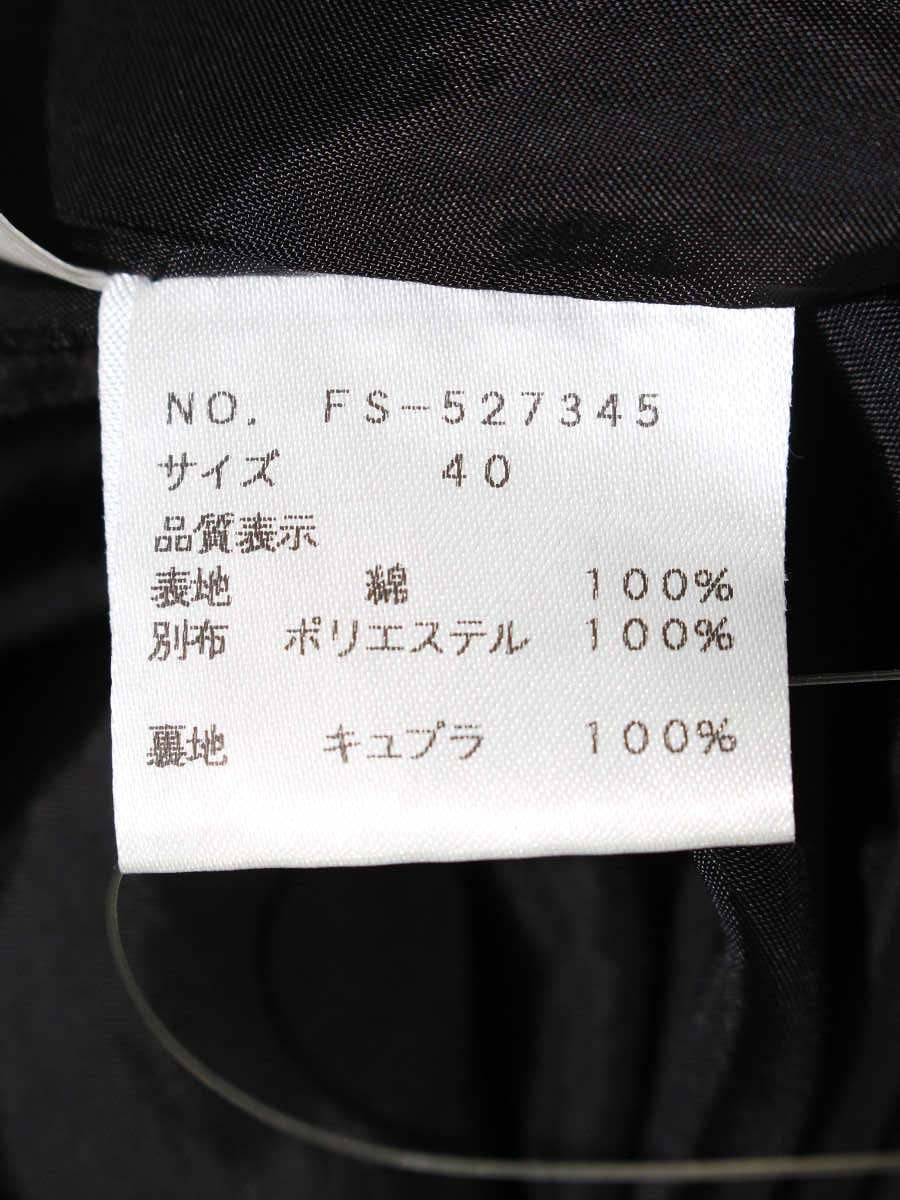 NO. FS-527345
サイズ 40
品質表示
表地 綿 100%
別布 ポリエステル 100%
裏地 キュプラ 100%